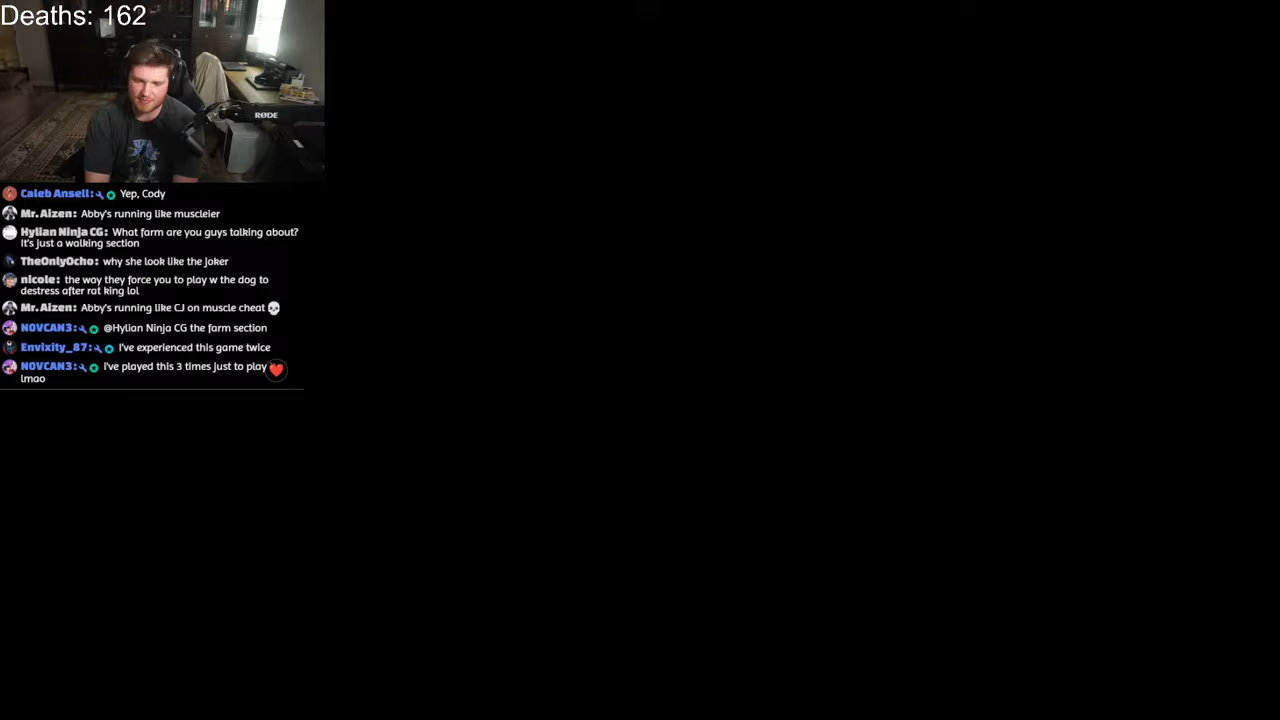 Deaths: 162
RØDE
Caleb Ansell: Yep, Cody
Mr. Aizen: Abby's running like muscleier
Hylian Ninja CG: What farm are you guys talking about?
It's just a walking section
TheOnlyOcho: why she look like the joker
nicole: the way they force you to play w the dog to
destress after rat king lol
Mr. Aizen: Abby's running like CJ on muscle cheat 💀
N0VCAN3: @Hylian Ninja CG the farm section
Envixity_87: I've experienced this game twice
N0VCAN3: I've played this 3 times just to play
lmao